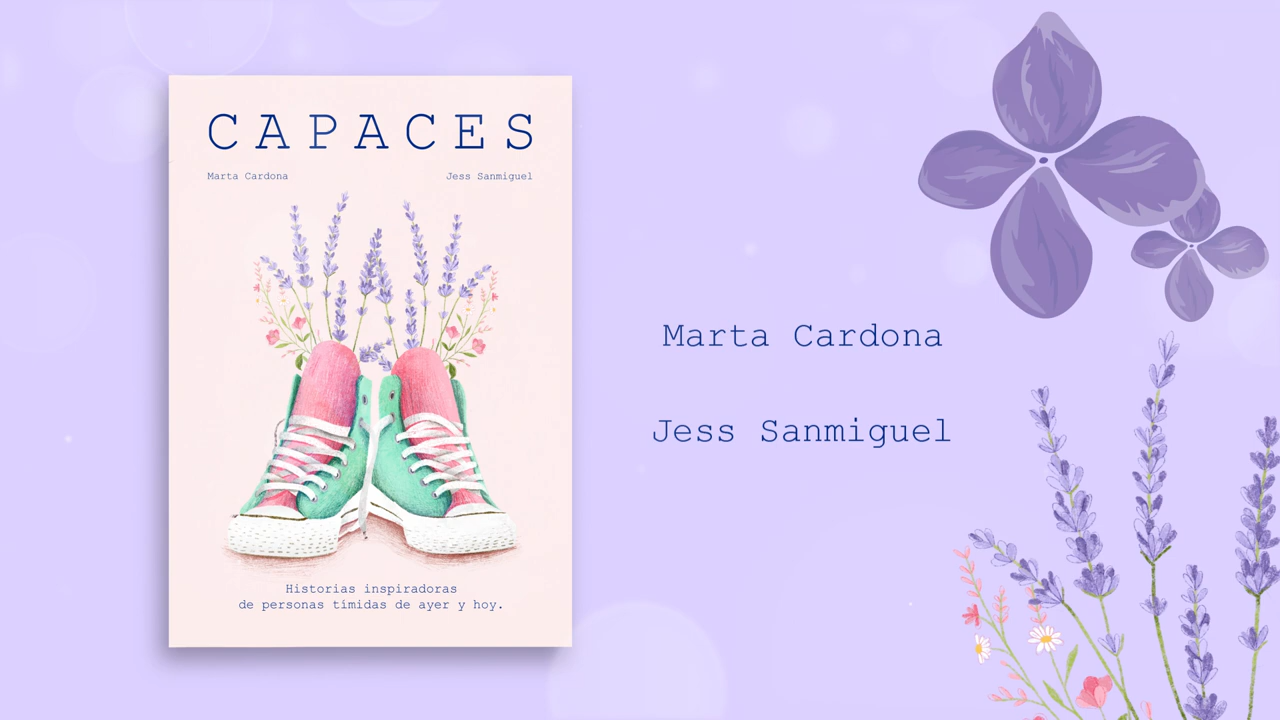 CAPACES
Marta Cardona
Jess Sanmiguel
Historias inspiradoras
de personas tímidas de ayer y hoy.
Marta Cardona
Jess Sanmiguel